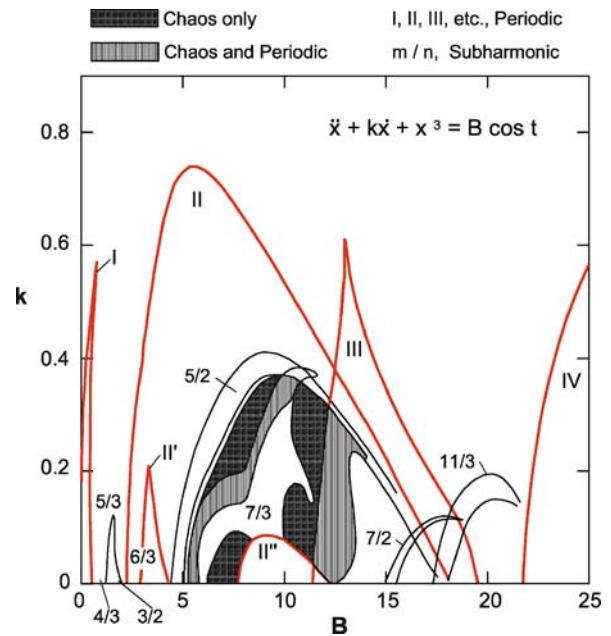 Chaos only
I, II, III, etc., Periodic
Chaos and Periodic
m / n, Subharmonic
ẍ + kẋ + x³ = B cos t
0.8
0.6
0.4
0.2
0
k
I
II
II'
III
IV
5/2
5/3
6/3
7/3
II"
7/2
11/3
4/3
3/2
0
5
10
15
20
25
B